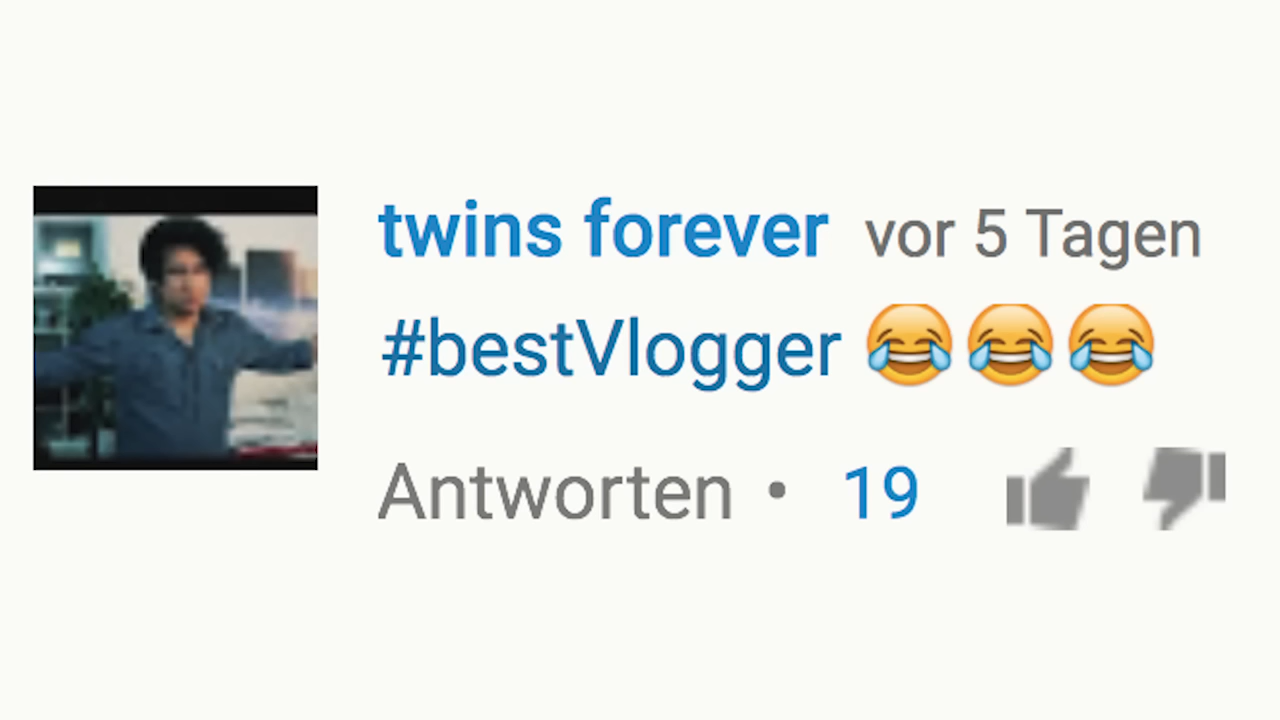 twins forever vor 5 Tagen
#bestVlogger 😂😂😂
Antworten • 19